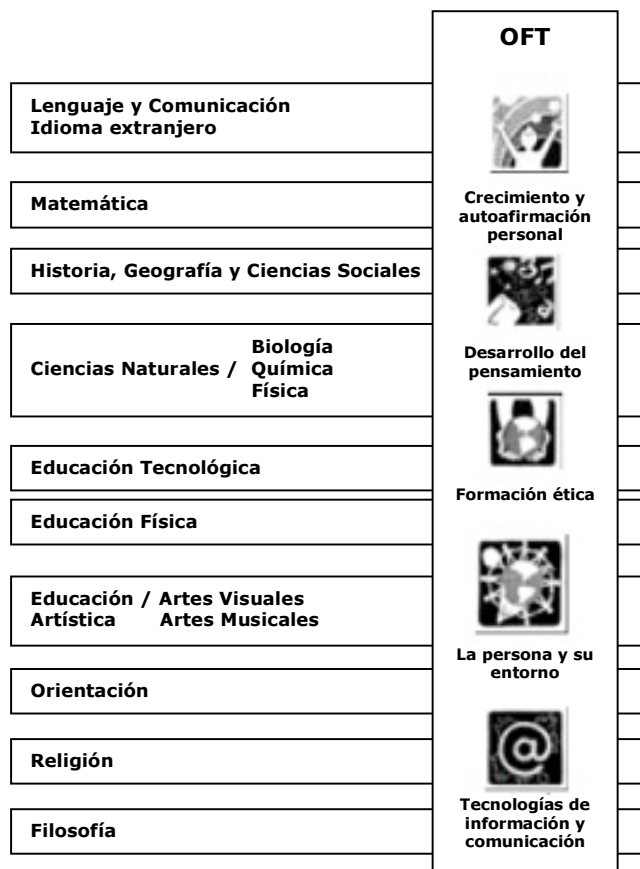 OFT
Lenguaje y Comunicación
Idioma extranjero
Matemática
Historia, Geografía y Ciencias Sociales
Biología
Ciencias Naturales / Química
Física
Educación Tecnológica
Educación Física
Educación / Artes Visuales
Artística Artes Musicales
Orientación
Religión
Filosofía
Crecimiento y
autoafirmación
personal
Desarrollo del
pensamiento
Formación ética
La persona y su
entorno
@
Tecnologías de
información y
comunicación